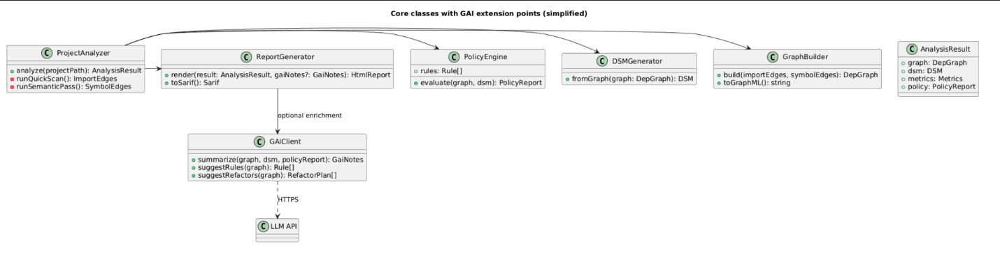 Core classes with GAI extension points (simplified)
C ProjectAnalyzer
analyze(projectPath): AnalysisResult
runQuickScan(): ImportEdges
runSemanticPass(): SymbolEdges
C ReportGenerator
render(result: AnalysisResult, gaiNotes?: GaiNotes): HtmlReport
toSarif(): Sarif
C PolicyEngine
rules: Rule[]
evaluate(graph, dsm): PolicyReport
C DSMGenerator
fromGraph(graph: DepGraph): DSM
C GraphBuilder
build(importEdges, symbolEdges): DepGraph
toGraphML(): string
C AnalysisResult
graph: DepGraph
dsm: DSM
metrics: Metrics
policy: PolicyReport
optional enrichment
C GAIClient
summarize(graph, dsm, policyReport): GaiNotes
suggestRules(graph): Rule[]
suggestRefactors(graph): RefactorPlan[]
HTTPS
C LLM API